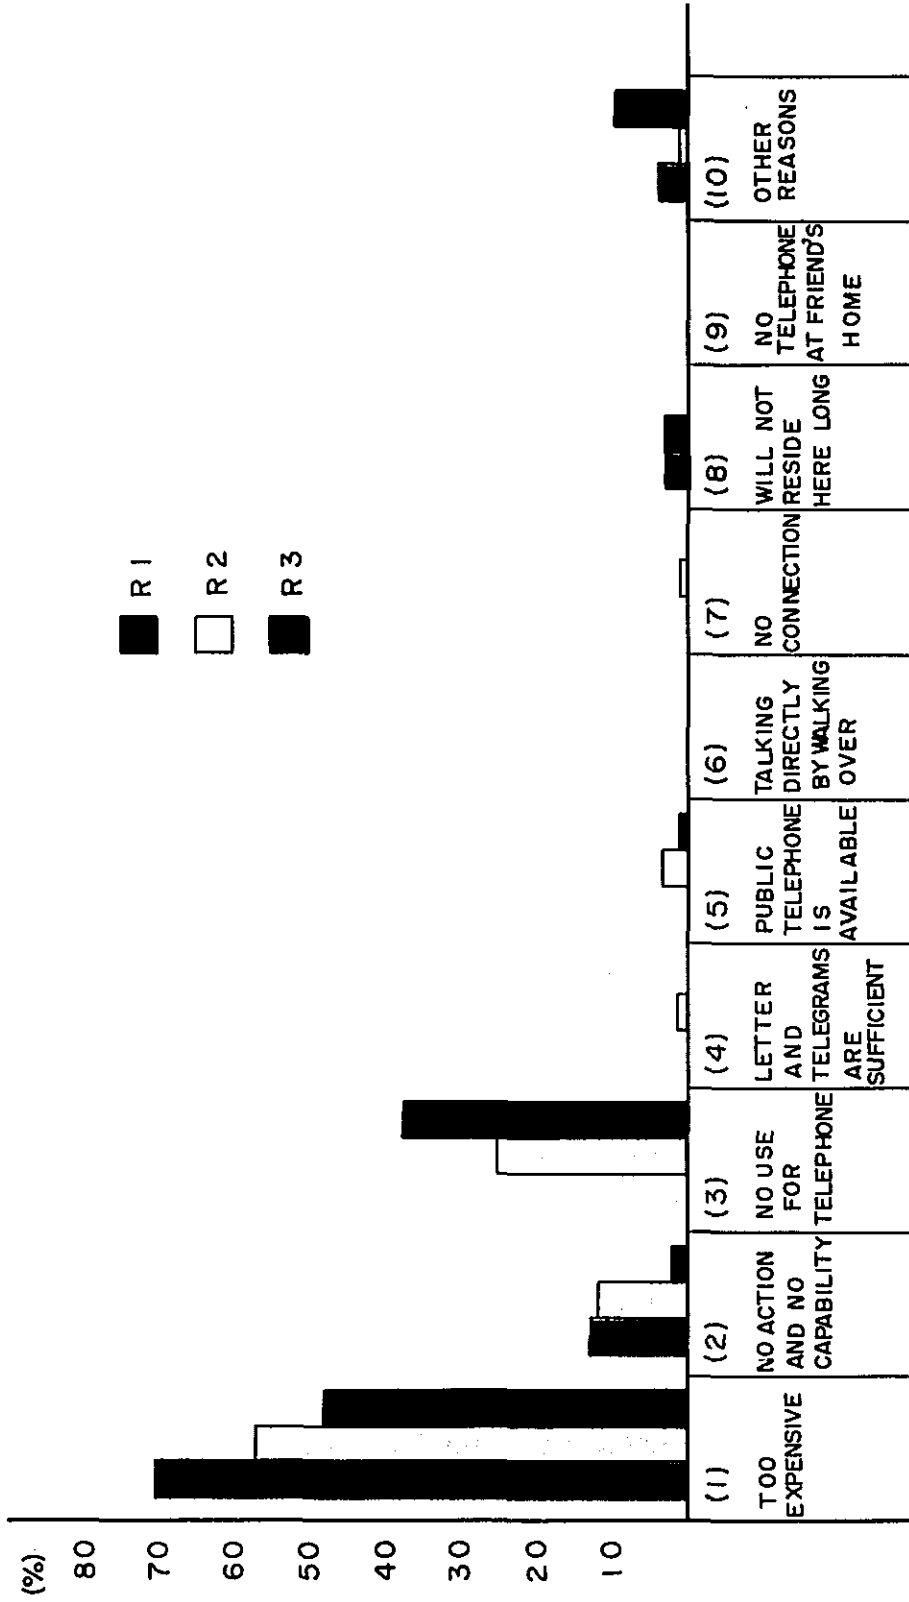 (%)
80
70
60
50
40
30
20
10
R1
R2
R3
(1)
TOO
EXPENSIVE
(2)
NO ACTION
AND NO
CAPABILITY
(3)
NO USE
FOR
TELEPHONE
(4)
LETTER
AND
TELEGRAMS
ARE
SUFFICIENT
(5)
PUBLIC
TELEPHONE
IS
AVAILABLE
(6)
TALKING
DIRECTLY
BY WALKING
OVER
(7)
NO
CONNECTION
(8)
WILL NOT
RESIDE
HERE LONG
(9)
NO
TELEPHONE
AT FRIEND'S
HOME
(10)
OTHER
REASONS